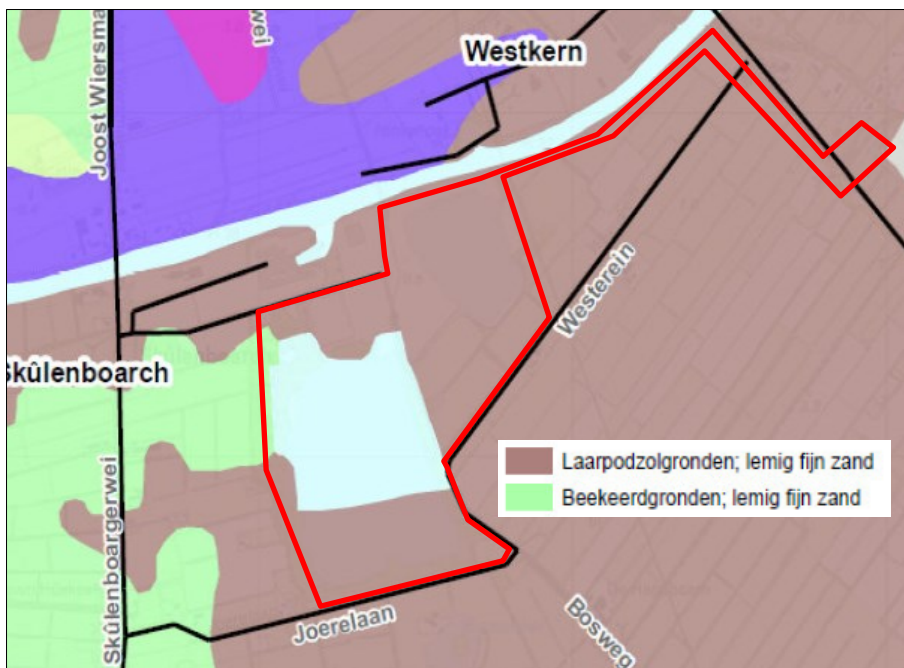 Joost Wiersma
wei
Westkern
Westerein
Skûlenboarch
Laarpodzolgronden; lemig fijn zand
Beekeerdgronden; lemig fijn zand
Skûlenboargerwei
Joerelaan
Bosweg